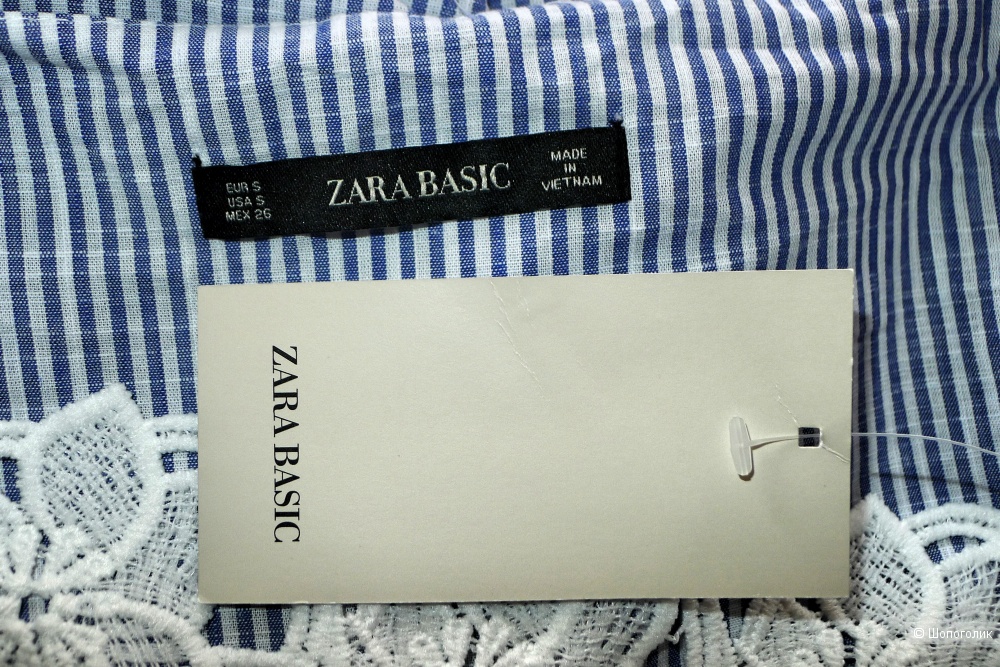 EUR S
USA S
MEX 26
ZARA BASIC
MADE
IN
VIETNAM
ZARA BASIC
© Шопоголик